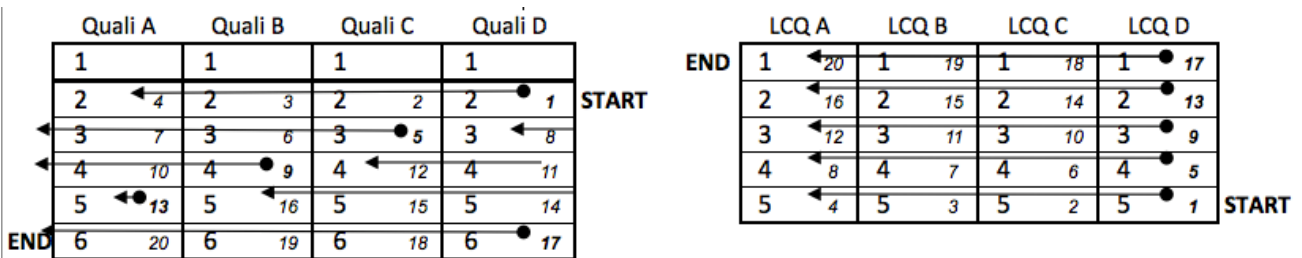 Quali A Quali B Quali C Quali D
1 1 1 1
2 4 2 3 2 2 2 1 START
3 7 3 6 3 5 3 8
4 10 4 9 4 12 4 11
5 13 5 16 5 15 5 14
END 6 20 6 19 6 18 6 17
LCQ A LCQ B LCQ C LCQ D
END 1 20 1 19 1 18 1 17
2 16 2 15 2 14 2 13
3 12 3 11 3 10 3 9
4 8 4 7 4 6 4 5
5 4 5 3 5 2 5 1 START